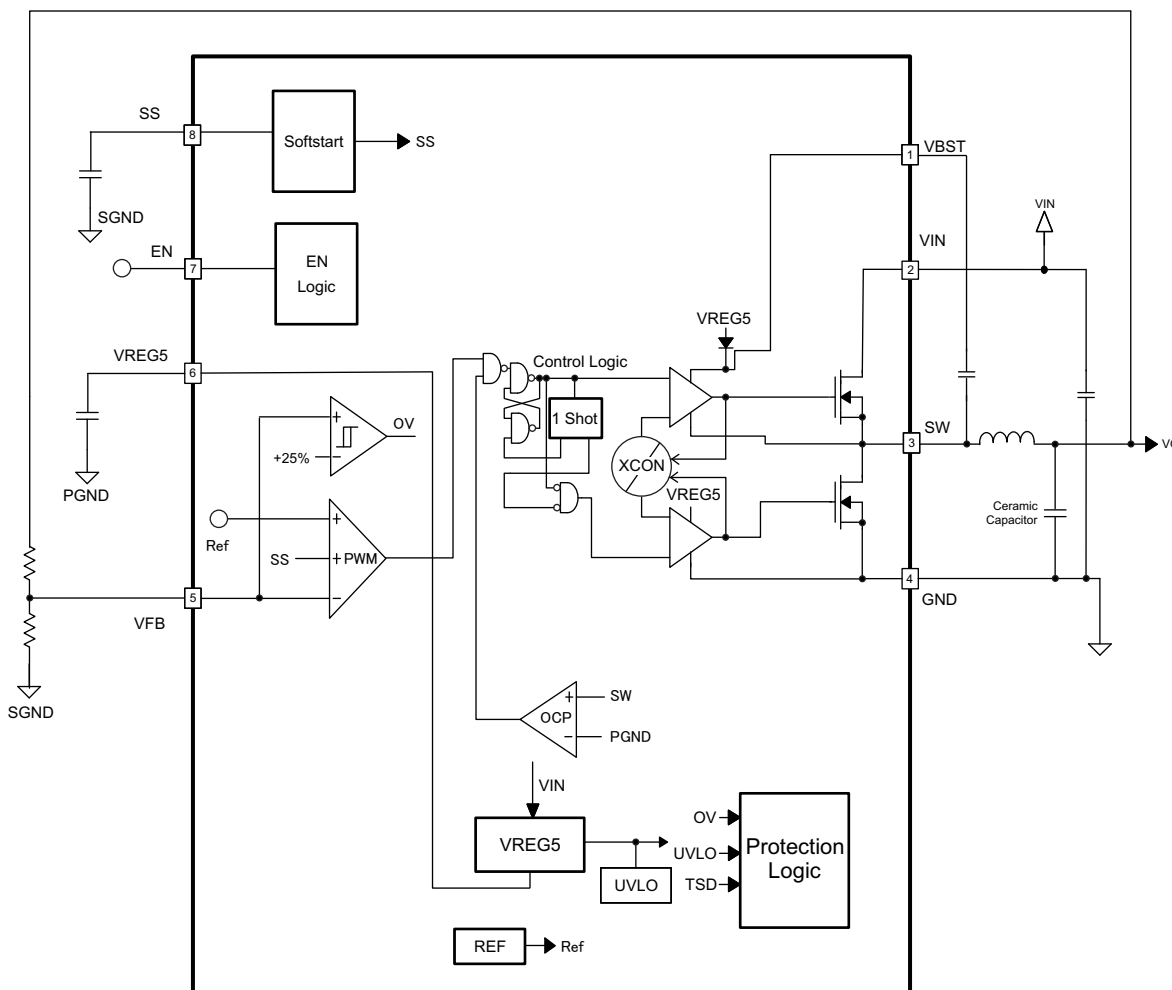 SS
8
Softstart
SS
SGND
1
VBST
VIN
VIN
2
EN
7
EN
Logic
VREG5
6
VREG5
Control Logic
1 Shot
+
OV
+25%
−
PGND
XCON
VREG5
3
SW
Ceramic
Capacitor
Ref
+
SS
+
PWM
−
5
VFB
4
GND
SGND
+
SW
OCP
−
PGND
VIN
VREG5
UVLO
OV
UVLO
TSD
Protection
Logic
REF
Ref